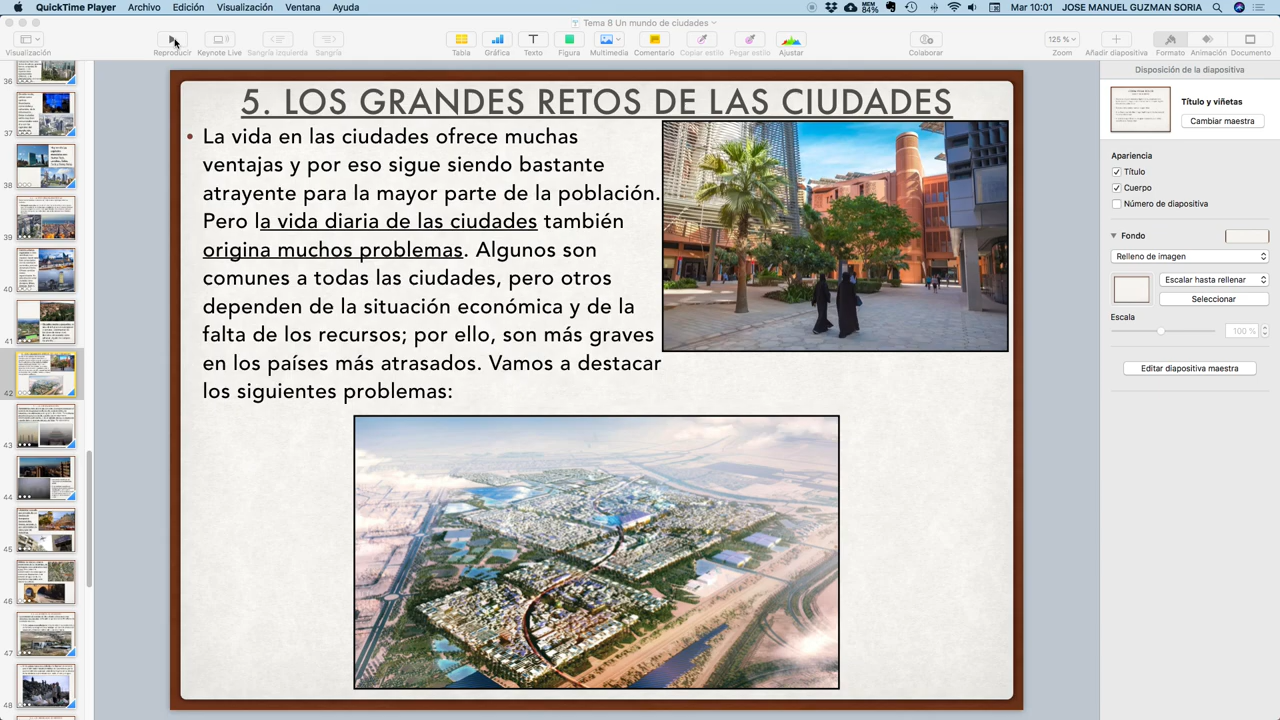 QuickTime Player Archivo Edición Visualización Ventana Ayuda
MEM 84%
Mar 10:01 JOSE MANUEL GUZMAN SORIA
Tema 8 Un mundo de ciudades
125 %
Visualización Reproducir Keynote Live Sangría izquierda Sangría Tabla Gráfica Texto Figura Multimedia Comentario Copiar estilo Pegar estilo Ajustar Colaborar Zoom Añadir diapositiva Formato Animación Documento
36
37
38
39
40
41
42
43
44
45
46
47
48
5. LOS GRANDES RETOS DE LAS CIUDADES
• La vida en las ciudades ofrece muchas
ventajas y por eso sigue siendo bastante
atrayente para la mayor parte de la población.
Pero la vida diaria de las ciudades también
origina muchos problemas. Algunos son
comunes a todas las ciudades, pero otros
dependen de la situación económica y de la
falta de los recursos; por ello, son más graves
en los países más atrasados. Vamos a destacar
los siguientes problemas:
Disposición de la diapositiva
Título y viñetas
Cambiar maestra
Apariencia
Título
Cuerpo
Número de diapositiva
Fondo
Relleno de imagen
Escalar hasta rellenar
Seleccionar
Escala
100 %
Editar diapositiva maestra